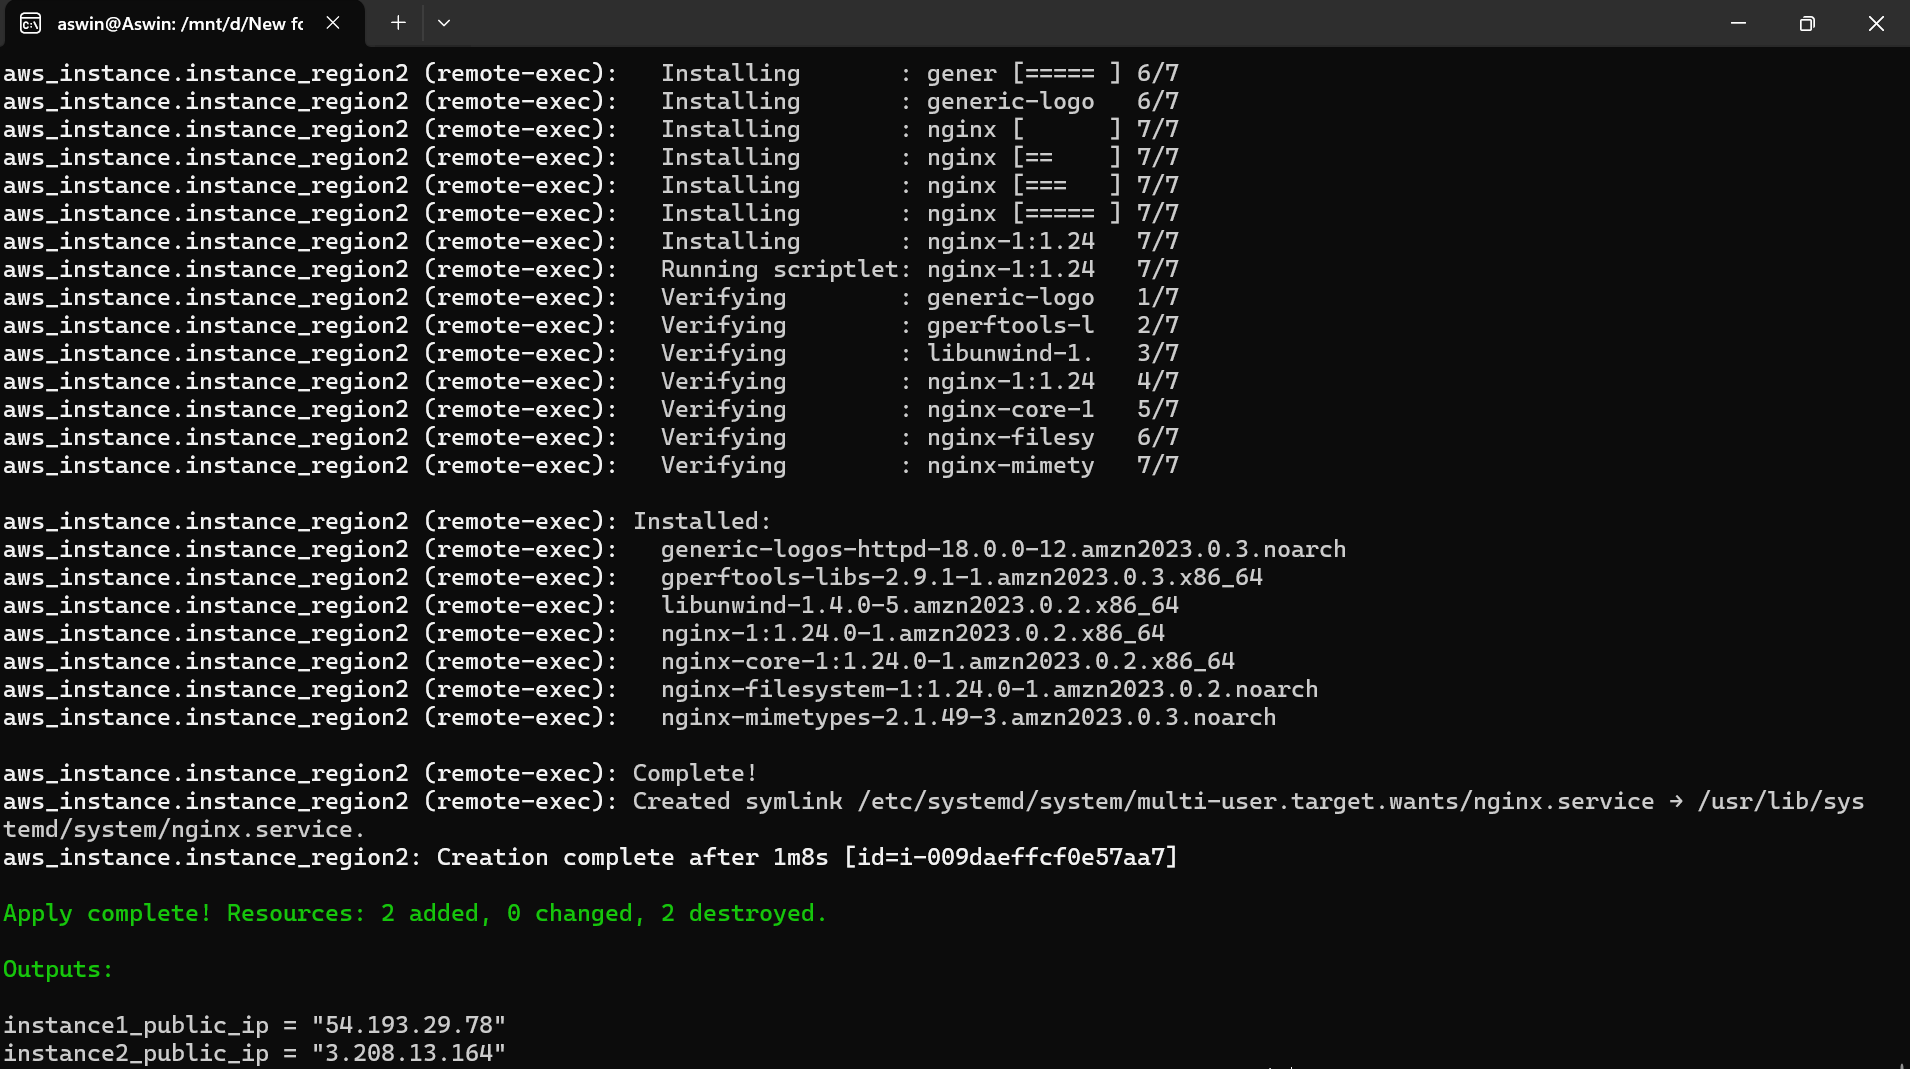 aswin@Aswin: /mnt/d/New fc
aws_instance.instance_region2 (remote-exec):   Installing       : gener [===== ] 6/7
aws_instance.instance_region2 (remote-exec):   Installing       : generic-logo   6/7
aws_instance.instance_region2 (remote-exec):   Installing       : nginx [      ] 7/7
aws_instance.instance_region2 (remote-exec):   Installing       : nginx [==    ] 7/7
aws_instance.instance_region2 (remote-exec):   Installing       : nginx [===   ] 7/7
aws_instance.instance_region2 (remote-exec):   Installing       : nginx [===== ] 7/7
aws_instance.instance_region2 (remote-exec):   Installing       : nginx-1:1.24   7/7
aws_instance.instance_region2 (remote-exec):   Running scriptlet: nginx-1:1.24   7/7
aws_instance.instance_region2 (remote-exec):   Verifying        : generic-logo   1/7
aws_instance.instance_region2 (remote-exec):   Verifying        : gperftools-l   2/7
aws_instance.instance_region2 (remote-exec):   Verifying        : libunwind-1.   3/7
aws_instance.instance_region2 (remote-exec):   Verifying        : nginx-1:1.24   4/7
aws_instance.instance_region2 (remote-exec):   Verifying        : nginx-core-1   5/7
aws_instance.instance_region2 (remote-exec):   Verifying        : nginx-filesy   6/7
aws_instance.instance_region2 (remote-exec):   Verifying        : nginx-mimety   7/7
aws_instance.instance_region2 (remote-exec): Installed:
aws_instance.instance_region2 (remote-exec):   generic-logos-httpd-18.0.0-12.amzn2023.0.3.noarch
aws_instance.instance_region2 (remote-exec):   gperftools-libs-2.9.1-1.amzn2023.0.3.x86_64
aws_instance.instance_region2 (remote-exec):   libunwind-1.4.0-5.amzn2023.0.2.x86_64
aws_instance.instance_region2 (remote-exec):   nginx-1:1.24.0-1.amzn2023.0.2.x86_64
aws_instance.instance_region2 (remote-exec):   nginx-core-1:1.24.0-1.amzn2023.0.2.x86_64
aws_instance.instance_region2 (remote-exec):   nginx-filesystem-1:1.24.0-1.amzn2023.0.2.noarch
aws_instance.instance_region2 (remote-exec):   nginx-mimetypes-2.1.49-3.amzn2023.0.3.noarch
aws_instance.instance_region2 (remote-exec): Complete!
aws_instance.instance_region2 (remote-exec): Created symlink /etc/systemd/system/multi-user.target.wants/nginx.service → /usr/lib/sys
temd/system/nginx.service.
aws_instance.instance_region2: Creation complete after 1m8s [id=i-009daeffcf0e57aa7]
Apply complete! Resources: 2 added, 0 changed, 2 destroyed.
Outputs:
instance1_public_ip = "54.193.29.78"
instance2_public_ip = "3.208.13.164"